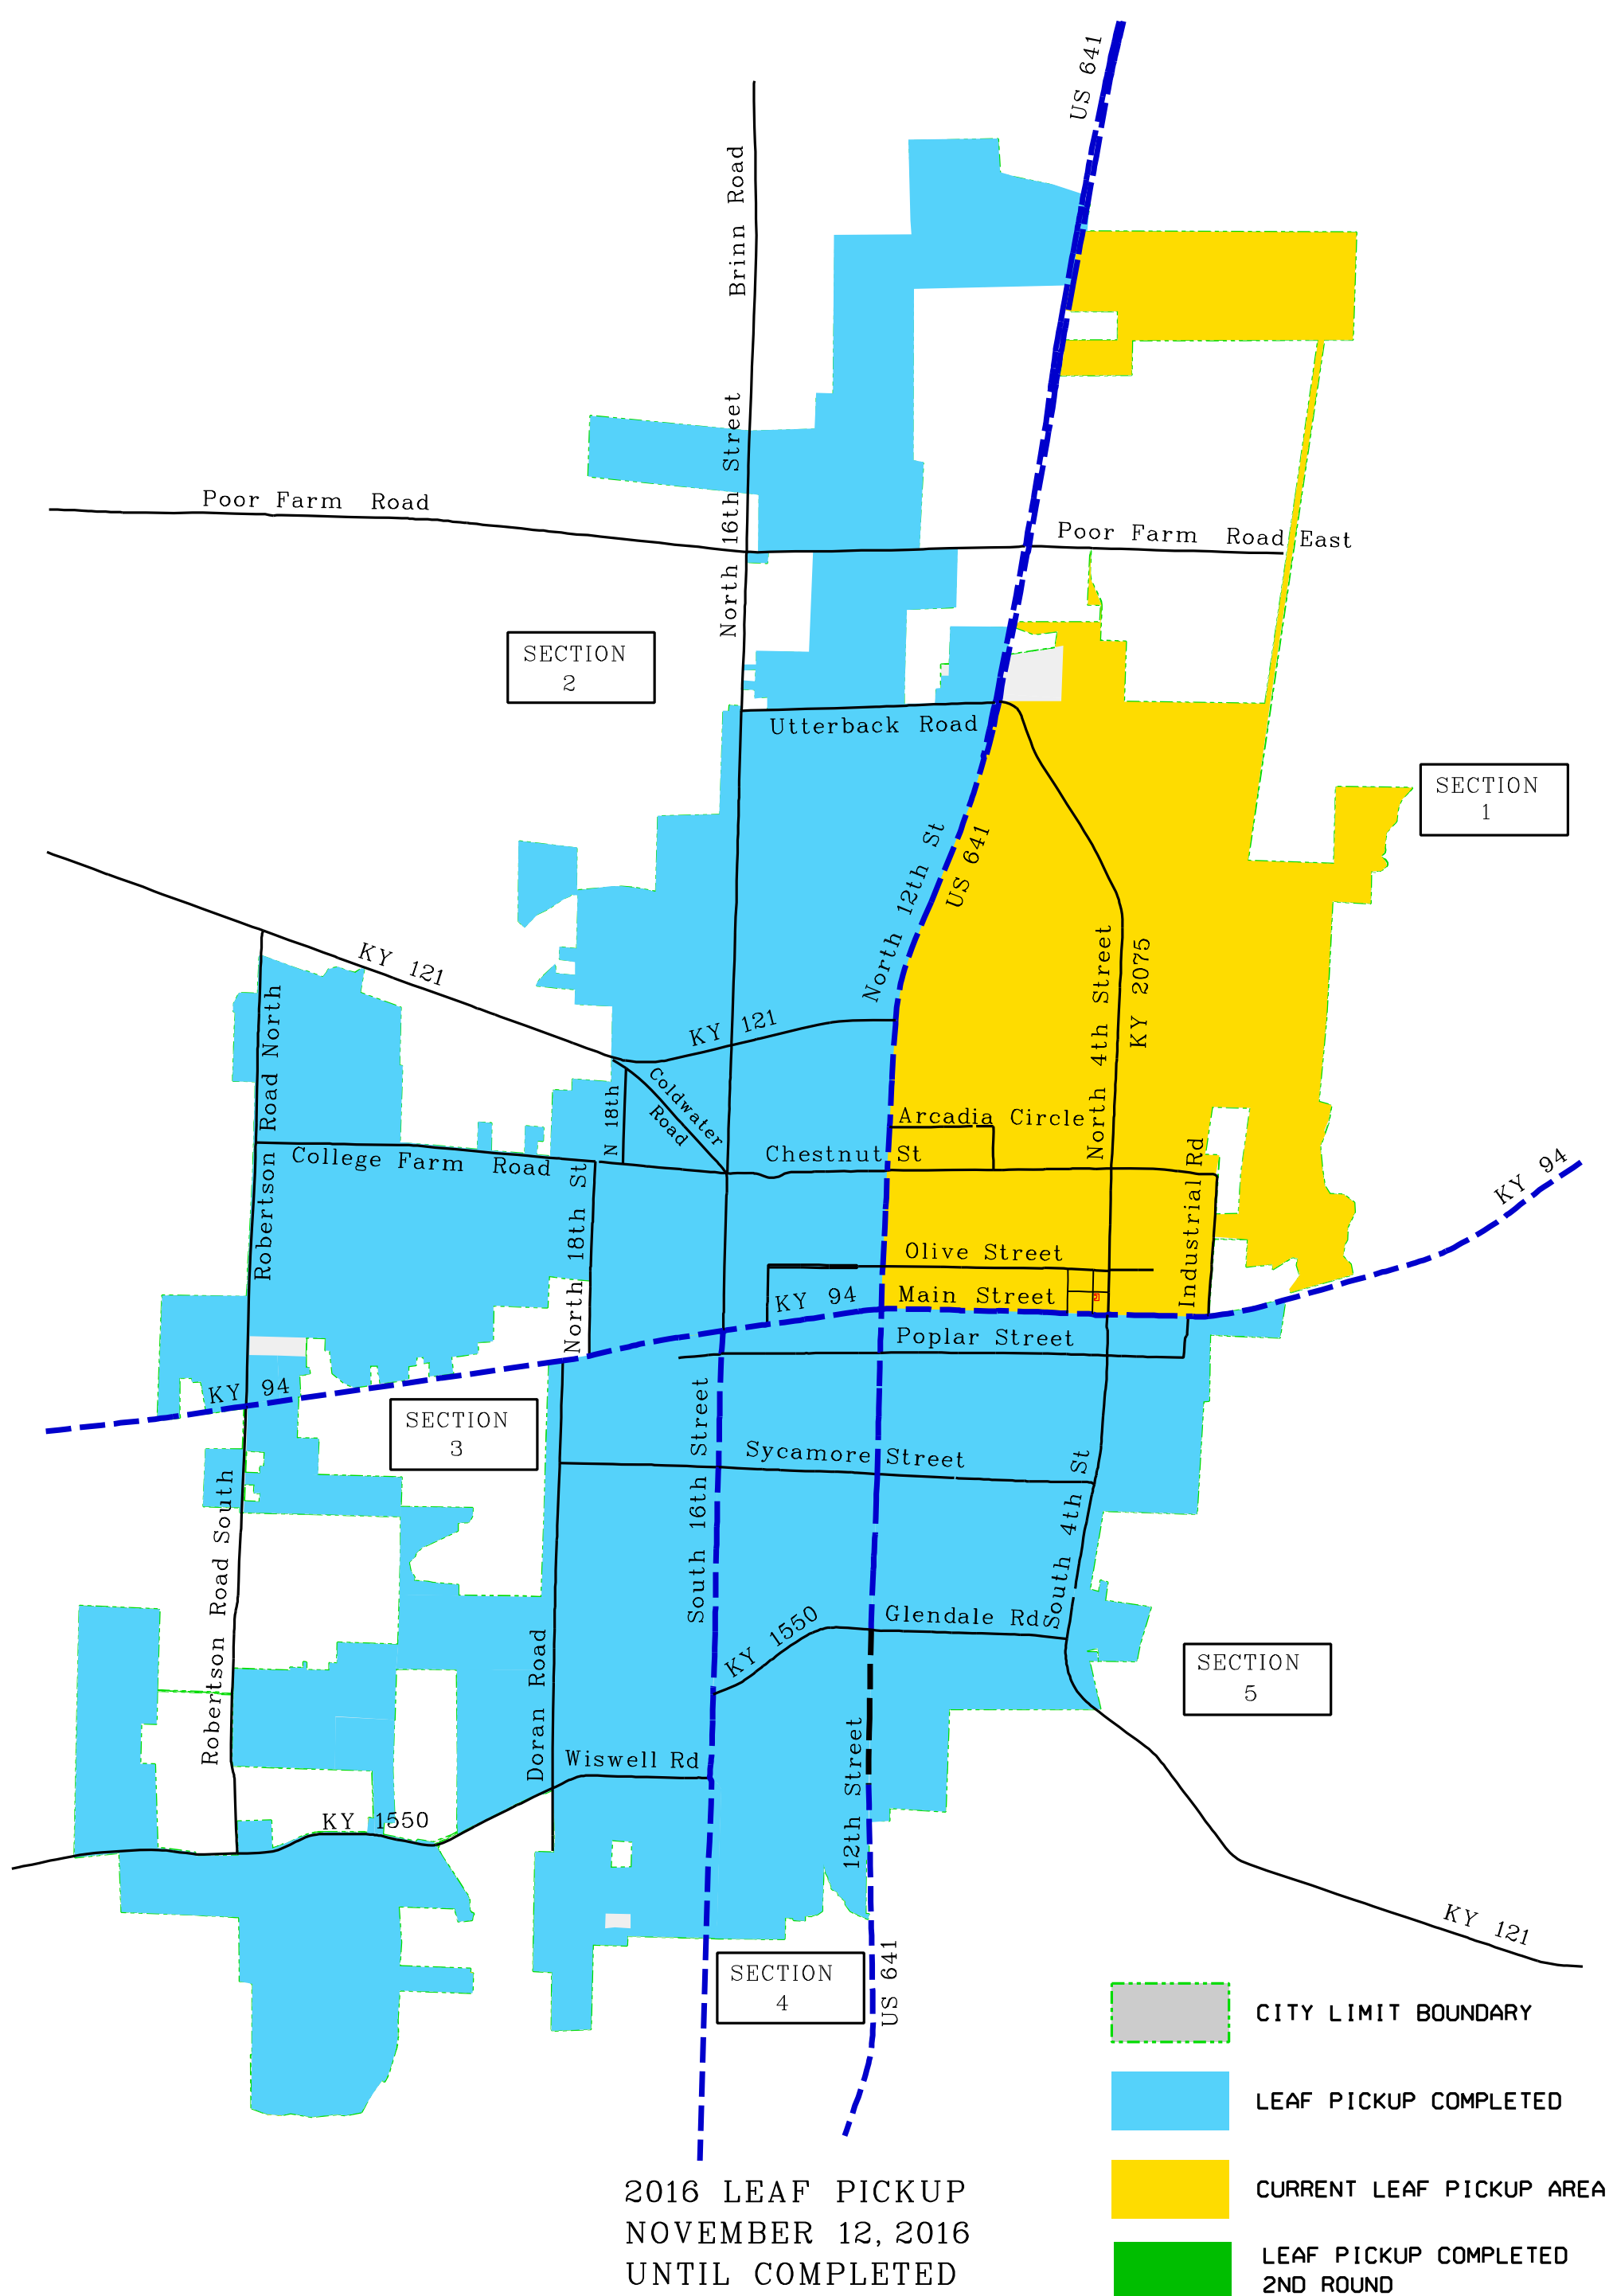 US 641
Brinn Road
North 16th Street
Poor Farm Road
Poor Farm Road East
North 16th Street
SECTION
2
Utterback Road
SECTION
1
North 12th St
US 641
KY 121
North 4th Street
KY 2075
Robertson Road North
KY 121
Coldwater
Road
N 18th
Arcadia Circle
Chestnut St
College Farm Road
North 18th St
Industrial Rd
KY 94
Olive Street
KY 94
Main Street
Poplar Street
KY 94
SECTION
3
South 16th Street
Sycamore Street
South 4th St
Robertson Road South
Glendale Rd
KY 1550
SECTION
5
Doran Road
Wiswell Rd
12th Street
KY 1550
KY 121
SECTION
4
US 641
CITY LIMIT BOUNDARY
LEAF PICKUP COMPLETED
CURRENT LEAF PICKUP AREA
LEAF PICKUP COMPLETED
2ND ROUND
2016 LEAF PICKUP
NOVEMBER 12, 2016
UNTIL COMPLETED